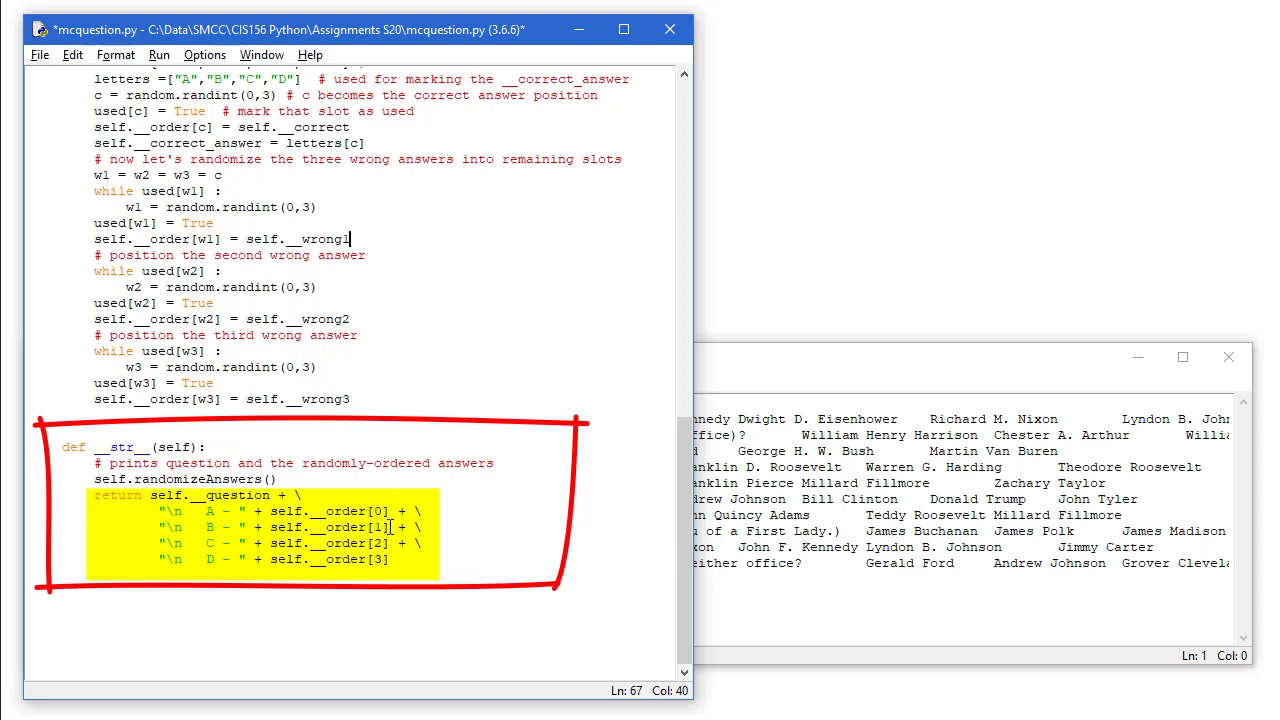 *mcquestion.py - C:\Data\SMCC\CIS156 Python\Assignments S20\mcquestion.py (3.6.6)*
File Edit Format Run Options Window Help
letters =["A","B","C","D"]  # used for marking the __correct_answer
c = random.randint(0,3) # c becomes the correct answer position
used[c] = True  # mark that slot as used
self.__order[c] = self.__correct
self.__correct_answer = letters[c]
# now let's randomize the three wrong answers into remaining slots
w1 = w2 = w3 = c
while used[w1] :
    w1 = random.randint(0,3)
used[w1] = True
self.__order[w1] = self.__wrong1
# position the second wrong answer
while used[w2] :
    w2 = random.randint(0,3)
used[w2] = True
self.__order[w2] = self.__wrong2
# position the third wrong answer
while used[w3] :
    w3 = random.randint(0,3)
used[w3] = True
self.__order[w3] = self.__wrong3
def __str__(self):
    # prints question and the randomly-ordered answers
    self.randomizeAnswers()
    return self.__question + \
            "\n   A - " + self.__order[0] + \
            "\n   B - " + self.__order[1] + \
            "\n   C - " + self.__order[2] + \
            "\n   D - " + self.__order[3]
Ln: 67 Col: 40
nnedy Dwight D. Eisenhower Richard M. Nixon Lyndon B. John
ffice)? William Henry Harrison Chester A. Arthur Willia
d George H. W. Bush Martin Van Buren
anklin D. Roosevelt Warren G. Harding Theodore Roosevelt
anklin Pierce Millard Fillmore Zachary Taylor
drew Johnson Bill Clinton Donald Trump John Tyler
hn Quincy Adams Teddy Roosevelt Millard Fillmore
u of a First Lady.) James Buchanan James Polk James Madison
xon John F. Kennedy Lyndon B. Johnson Jimmy Carter
either office? Gerald Ford Andrew Johnson Grover Clevela
Ln: 1 Col: 0